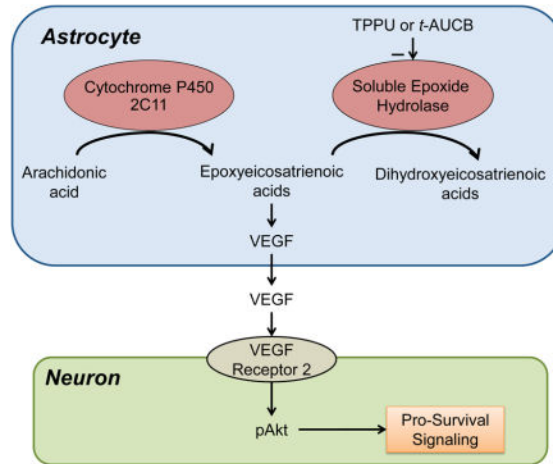 Astrocyte
TPPU or t-AUCB
–
Cytochrome P450
2C11
Soluble Epoxide
Hydrolase
Arachidonic
acid
Epoxyeicosatrienoic
acids
Dihydroxyeicosatrienoic
acids
VEGF
VEGF
VEGF
Receptor 2
Neuron
pAkt
Pro-Survival
Signaling